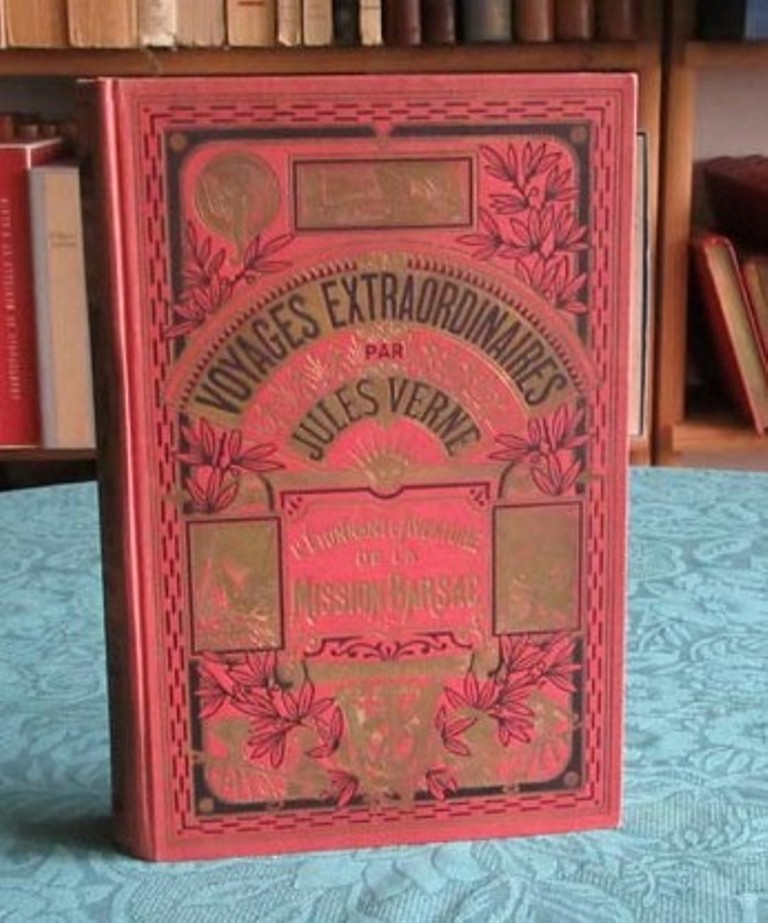 VOYAGES EXTRAORDINAIRES
PAR
JULES VERNE
L'ÉTONNANTE AVENTURE
DE LA
MISSION BARSAC